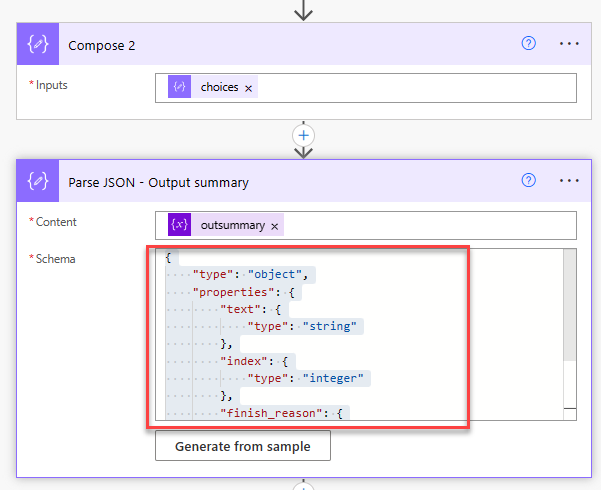 Compose 2
* Inputs
choices ×
Parse JSON - Output summary
* Content
outsummary ×
* Schema
{
"type": "object",
"properties": {
"text": {
"type": "string"
},
"index": {
"type": "integer"
},
"finish_reason": {
Generate from sample